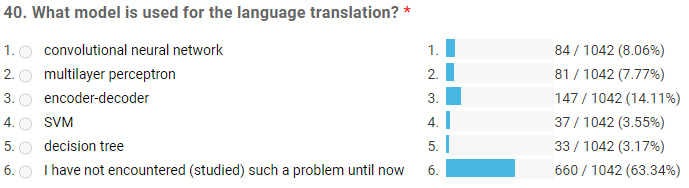 40. What model is used for the language translation? *
1. convolutional neural network 1. 84 / 1042 (8.06%)
2. multilayer perceptron 2. 81 / 1042 (7.77%)
3. encoder-decoder 3. 147 / 1042 (14.11%)
4. SVM 4. 37 / 1042 (3.55%)
5. decision tree 5. 33 / 1042 (3.17%)
6. I have not encountered (studied) such a problem until now 6. 660 / 1042 (63.34%)